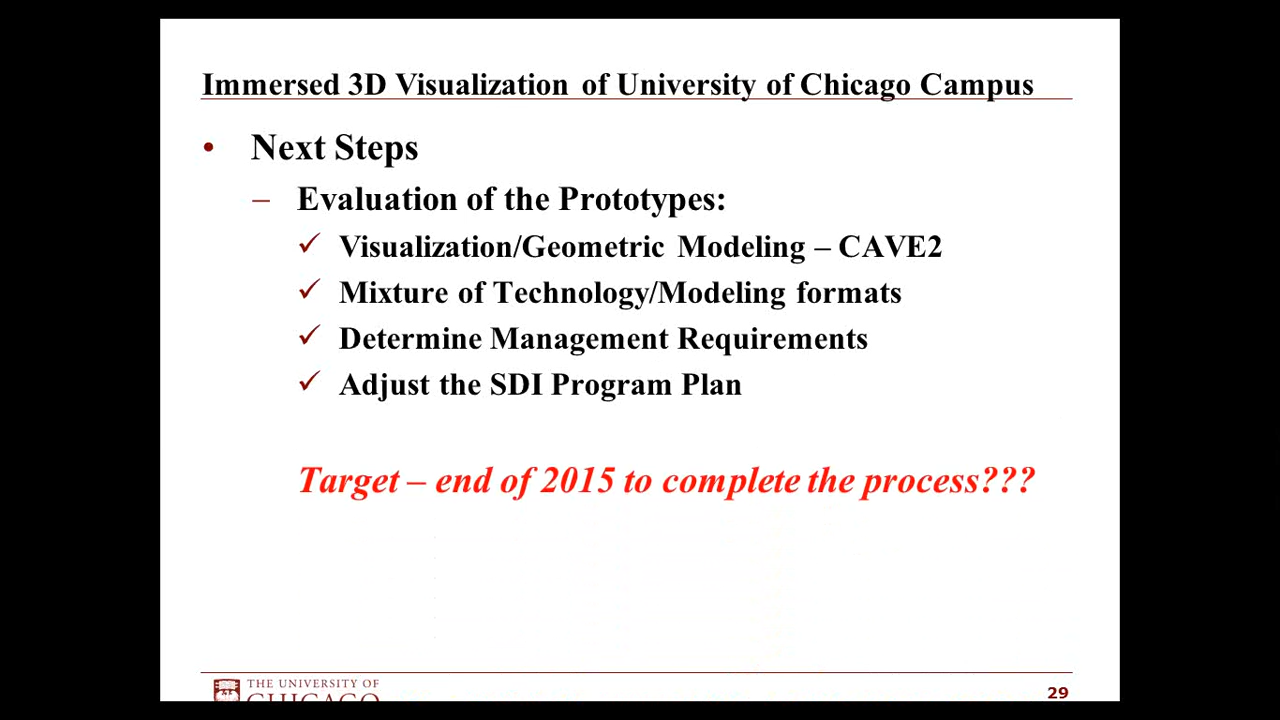 Immersed 3D Visualization of University of Chicago Campus
• Next Steps
– Evaluation of the Prototypes:
✓ Visualization/Geometric Modeling – CAVE2
✓ Mixture of Technology/Modeling formats
✓ Determine Management Requirements
✓ Adjust the SDI Program Plan
Target – end of 2015 to complete the process???
THE UNIVERSITY OF
CHICAGO
29